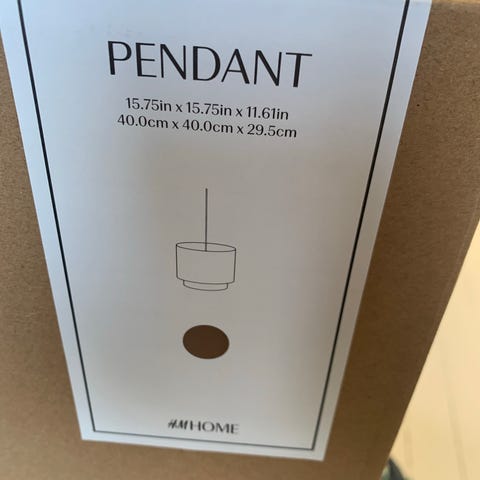 PENDANT
15.75in x 15.75in x 11.61in
40.0cm x 40.0cm x 29.5cm
H&M HOME